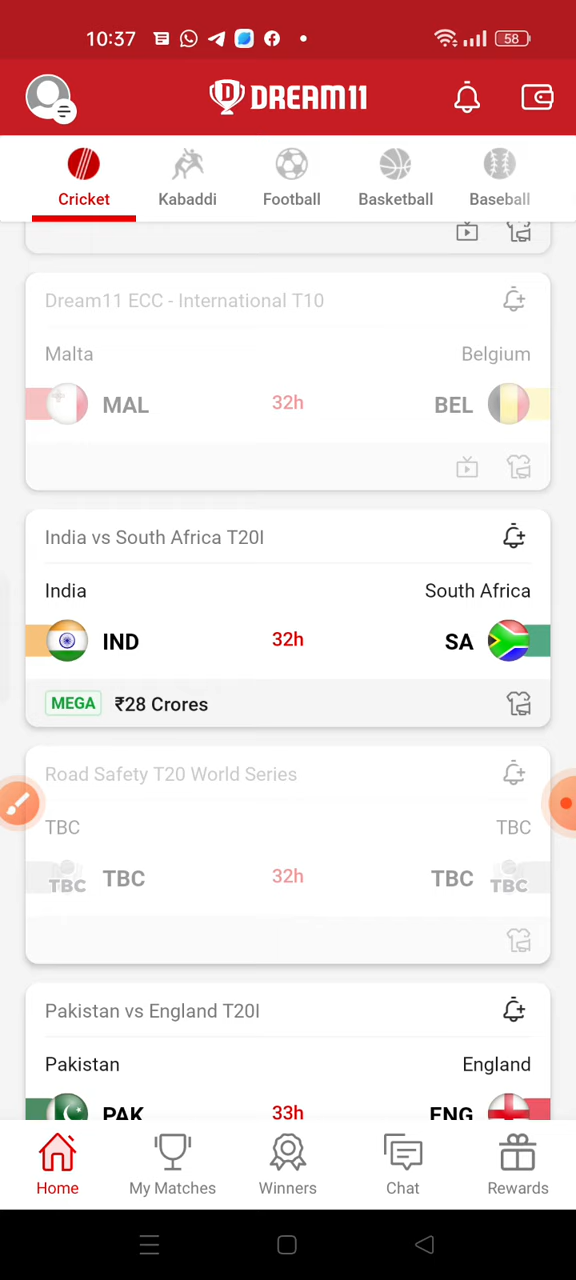 10:37 58
DREAM11
Cricket Kabaddi Football Basketball Baseball
Dream11 ECC - International T10
Malta Belgium
MAL 32h BEL
India vs South Africa T20I
India South Africa
IND 32h SA
MEGA ₹28 Crores
Road Safety T20 World Series
TBC TBC
TBC TBC 32h TBC TBC
Pakistan vs England T20I
Pakistan England
PAK 33h ENG
Home My Matches Winners Chat Rewards